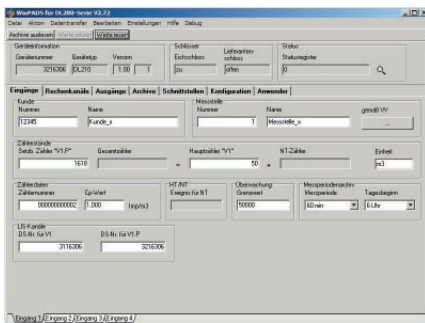 WinPADS für DL200-Serie V2.72
Datei Aktion Datentransfer Bearbeiten Einstellungen Hilfe Debug
Archive auslesen Werte setzen Werte lesen
Geräteinformation Schlösser Status
Gerätenummer Gerätetyp Version Eichschloss Lieferanten-schloss Statusregister
3216306 DL210 1.00 1 zu offen 0
Eingänge Rechenkanäle Ausgänge Archive Schnittstellen Konfiguration Anwender
Kunde Messstelle
Nummer Name Nummer Name gemäß VV
12345 Kunde_x 1 Messstelle_x ...
Zählerstände
Setzb. Zähler "V1.P" Gesamtzähler Hauptzähler "V1" NT-Zähler Einheit
1618 = 50 + m3
Zählerdaten HT/NT Überwachung Messperiodenarchiv
Zählernummer Cp-Wert Ereignis für NT Grenzwert Messperiode Tagesbeginn
000000000002 1.000 Imp/m3 50000 60 min 6 Uhr
LIS-Kanäle
DS-Nr. für V1 DS-Nr. für V1.P
3116306 3216306
Eingang 1 Eingang 2 Eingang 3 Eingang 4